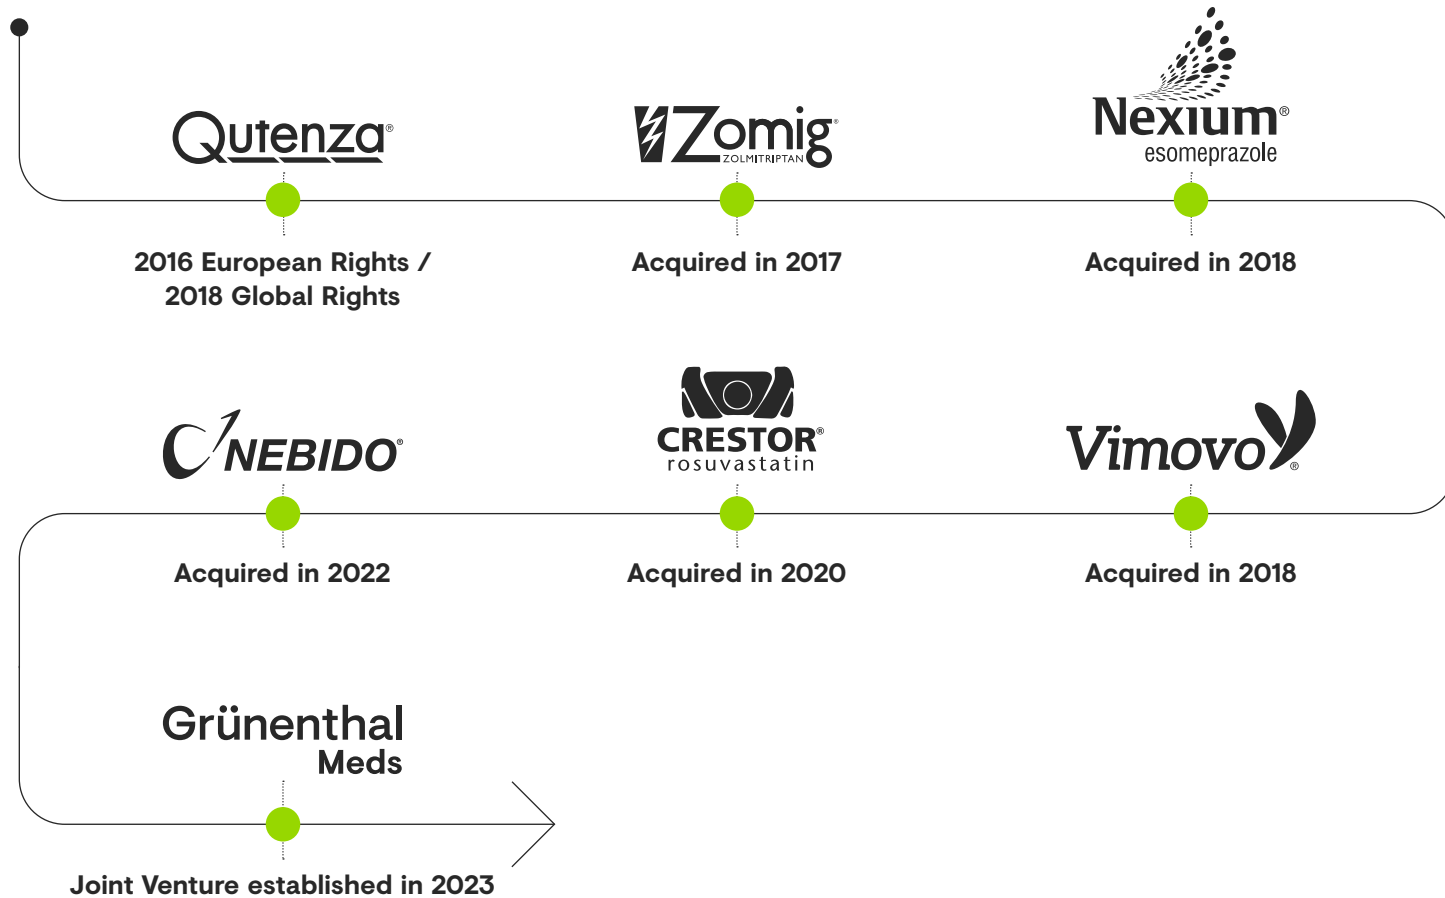 Qutenza®
Zomig®
ZOLMITRIPTAN
Nexium®
esomeprazole
2016 European Rights /
2018 Global Rights
Acquired in 2017
Acquired in 2018
Vimovo®
CRESTOR®
rosuvastatin
NEBIDO®
Acquired in 2018
Acquired in 2020
Acquired in 2022
Grünenthal
Meds
Joint Venture established in 2023